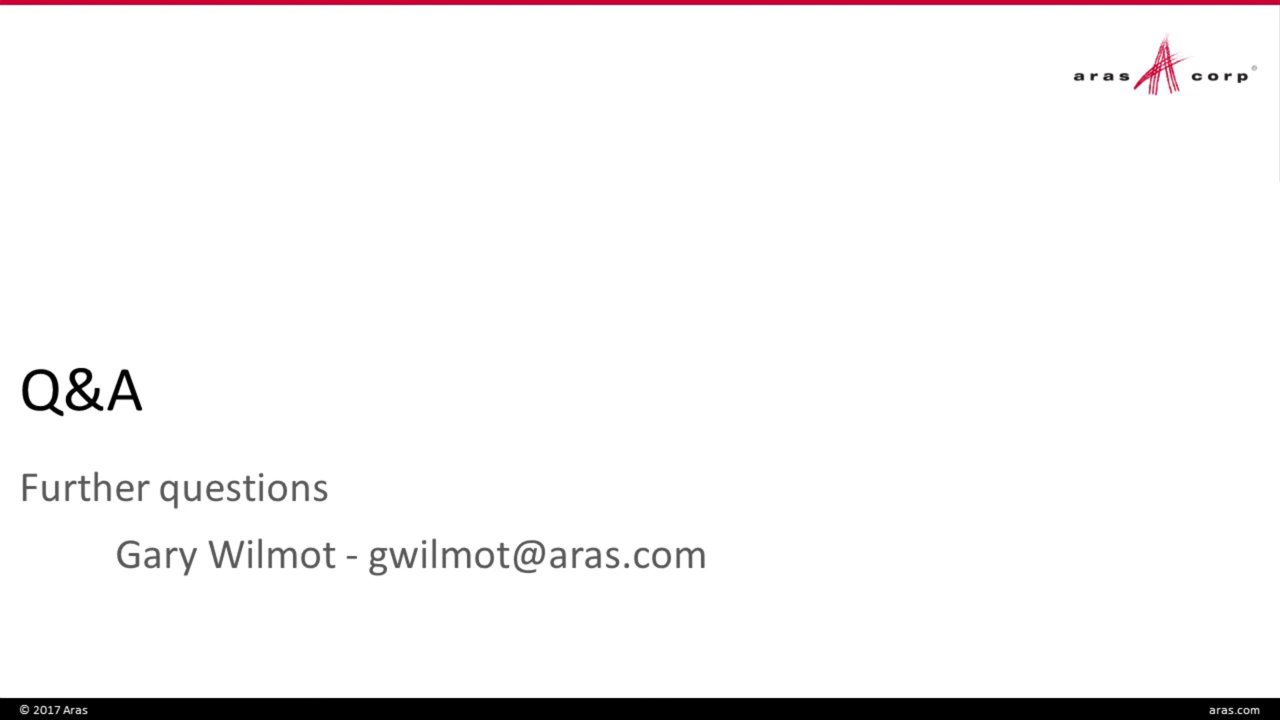 aras corp®
Q&A
Further questions
Gary Wilmot - gwilmot@aras.com
© 2017 Aras
aras.com